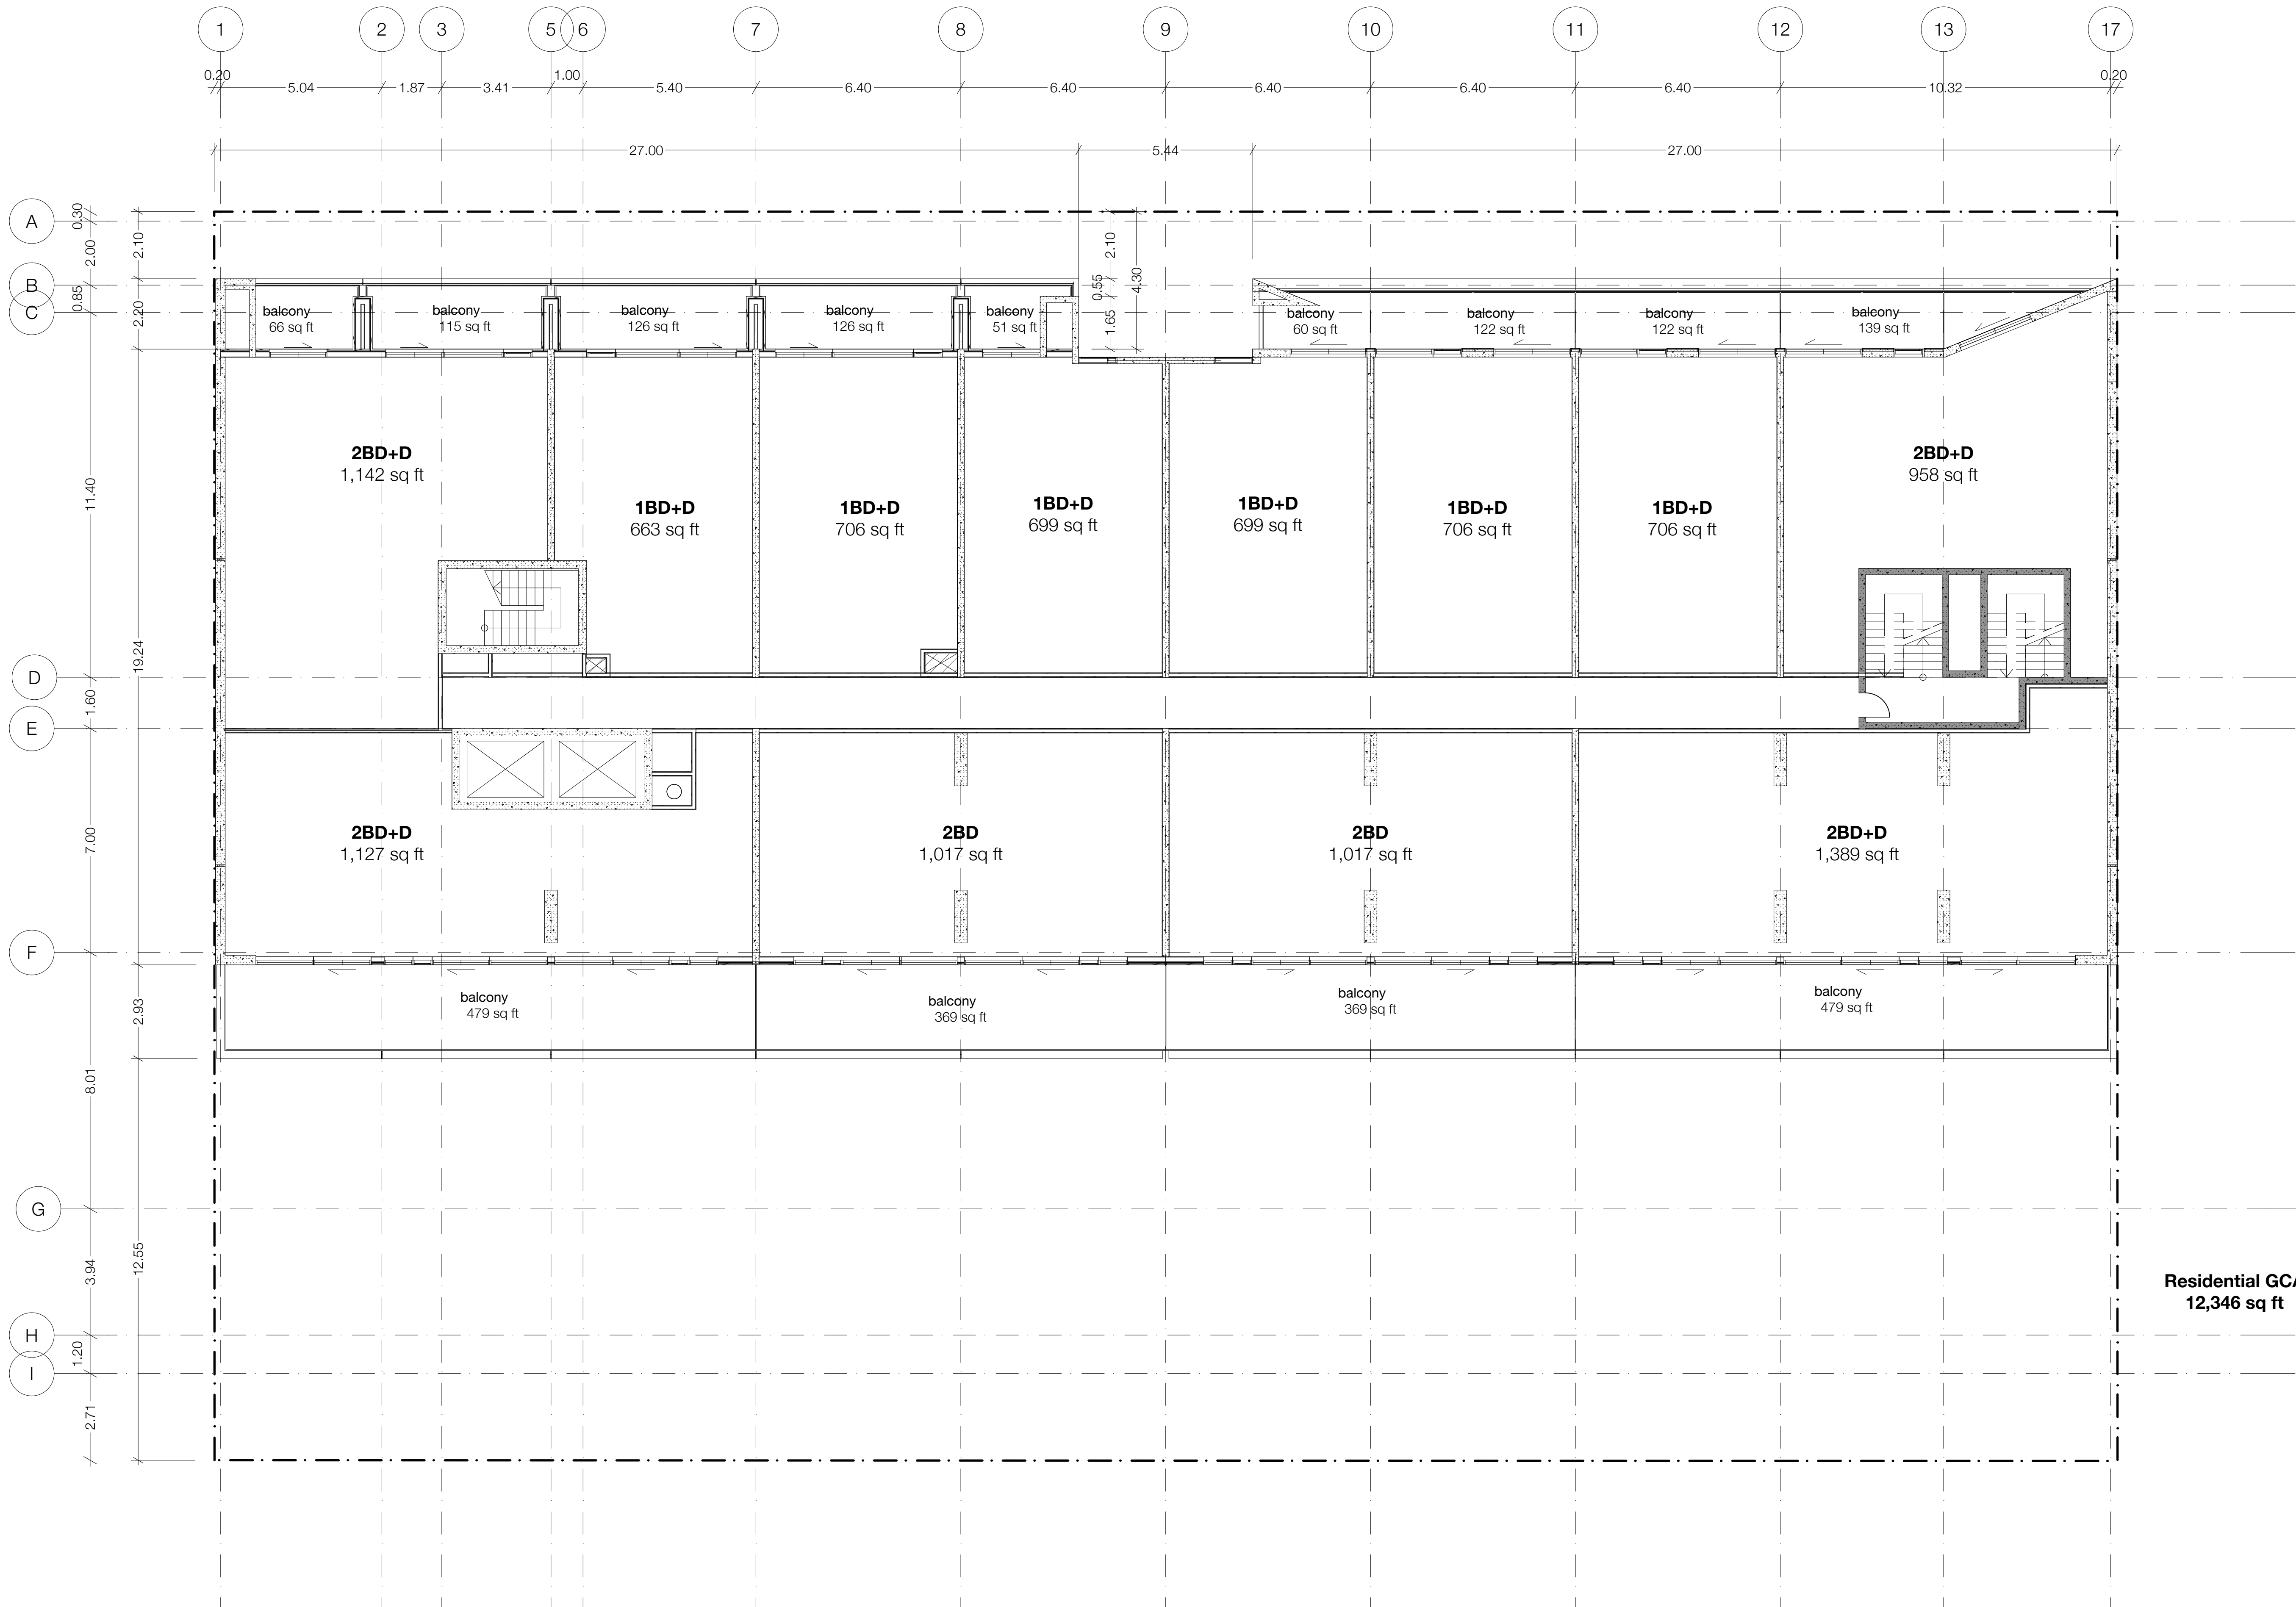 1 2 3 5 6 7 8 9 10 11 12 13 17
0.20 1.00 0.20
5.04 1.87 3.41 5.40 6.40 6.40 6.40 6.40 6.40 10.32
27.00 5.44 27.00
A
B
C
D
E
F
G
H
I
0.30
2.00
0.85
11.40
1.60
7.00
8.01
3.94
1.20
2.71
2.10
2.20
19.24
2.93
12.55
2.10
0.55
1.65
4.30
balcony
66 sq ft
balcony
115 sq ft
balcony
126 sq ft
balcony
126 sq ft
balcony
51 sq ft
balcony
60 sq ft
balcony
122 sq ft
balcony
122 sq ft
balcony
139 sq ft
2BD+D
1,142 sq ft
1BD+D
663 sq ft
1BD+D
706 sq ft
1BD+D
699 sq ft
1BD+D
699 sq ft
1BD+D
706 sq ft
1BD+D
706 sq ft
2BD+D
958 sq ft
2BD+D
1,127 sq ft
2BD
1,017 sq ft
2BD
1,017 sq ft
2BD+D
1,389 sq ft
balcony
479 sq ft
balcony
369 sq ft
balcony
369 sq ft
balcony
479 sq ft
Residential GC
12,346 sq ft